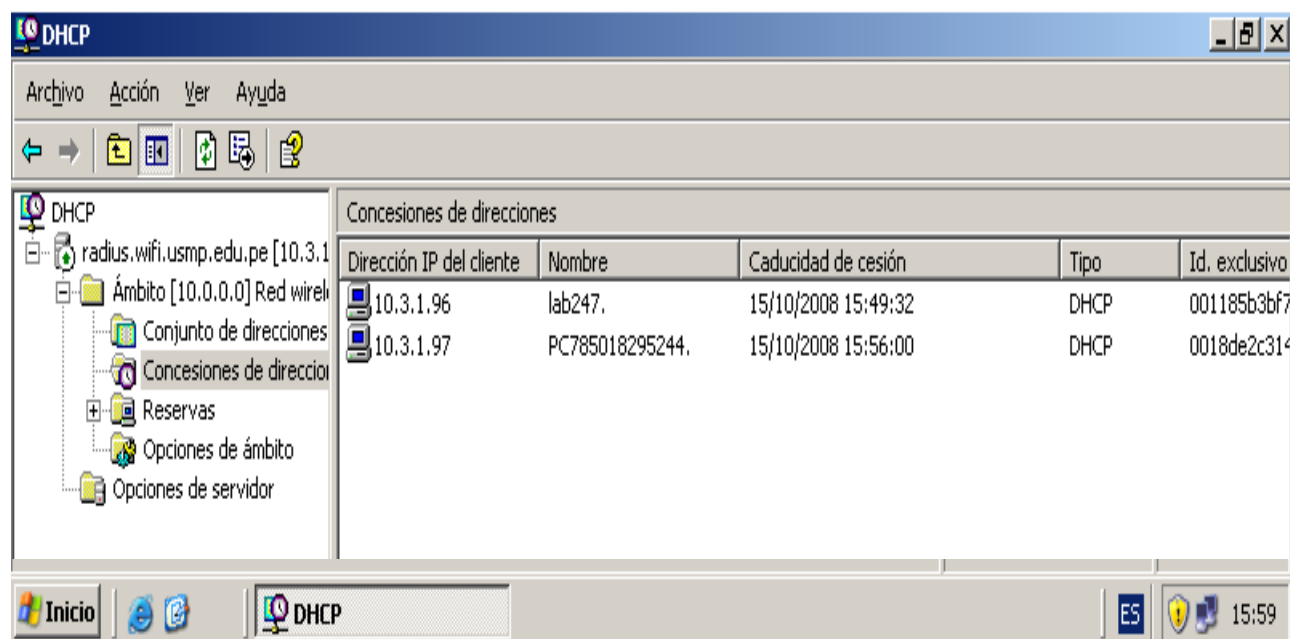 DHCP
Archivo Acción Ver Ayuda
DHCP
radius.wifi.usmp.edu.pe [10.3.1
Ámbito [10.0.0.0] Red wirele
Conjunto de direcciones
Concesiones de direccion
Reservas
Opciones de ámbito
Opciones de servidor
Concesiones de direcciones
Dirección IP del cliente Nombre Caducidad de cesión Tipo Id. exclusivo
10.3.1.96 lab247. 15/10/2008 15:49:32 DHCP 001185b3bf7
10.3.1.97 PC785018295244. 15/10/2008 15:56:00 DHCP 0018de2c314
Inicio DHCP ES 15:59